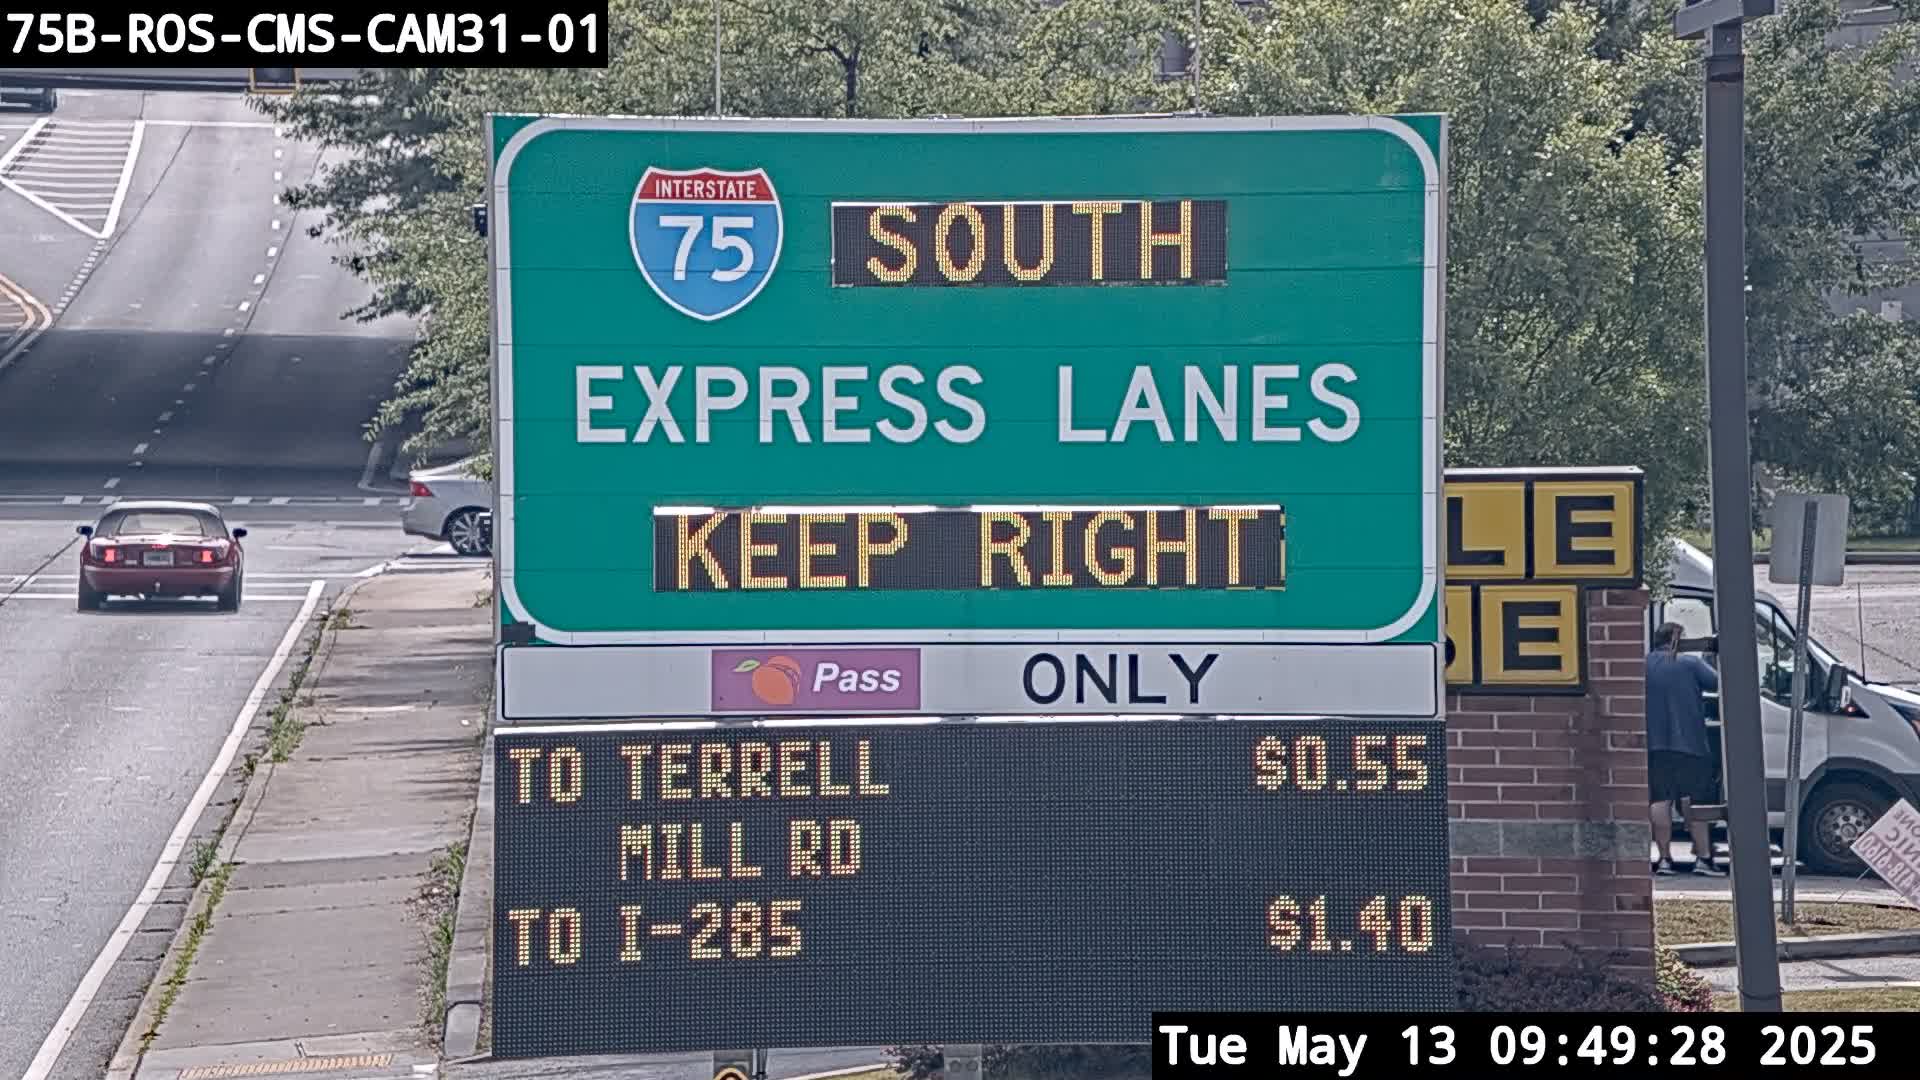 75B-ROS-CMS-CAM31-01
INTERSTATE
75
SOUTH
EXPRESS LANES
KEEP RIGHT
Pass ONLY
TO TERRELL $0.55
MILL RD
TO I-285 $1.40
LE
E
Tue May 13 09:49:28 2025